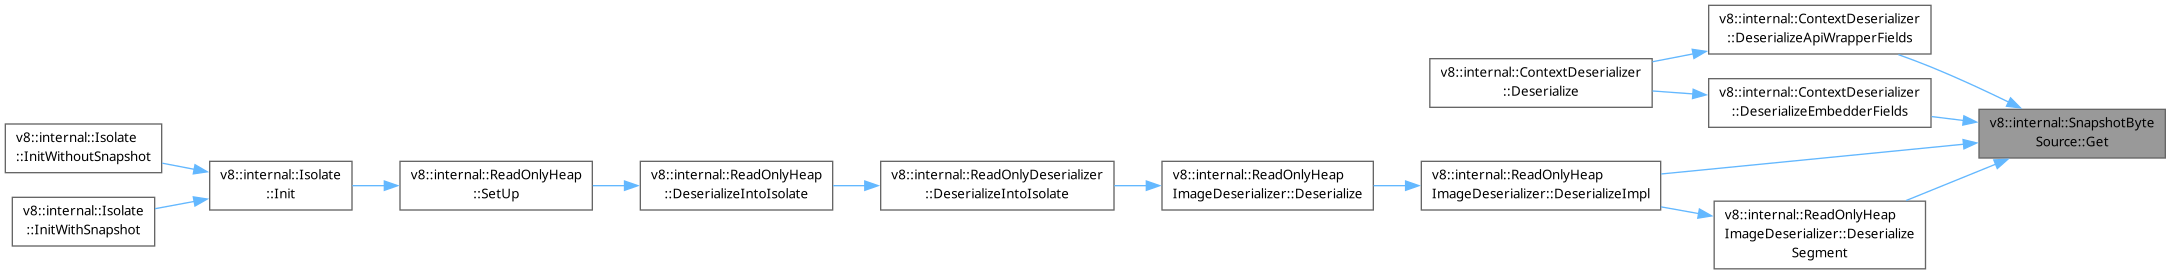 v8::internal::ContextDeserializer
::DeserializeApiWrapperFields
v8::internal::ContextDeserializer
::Deserialize
v8::internal::ContextDeserializer
::DeserializeEmbedderFields
v8::internal::SnapshotByte
Source::Get
v8::internal::Isolate
::InitWithoutSnapshot
v8::internal::Isolate
::Init
v8::internal::ReadOnlyHeap
::SetUp
v8::internal::ReadOnlyHeap
::DeserializeIntoIsolate
v8::internal::ReadOnlyDeserializer
::DeserializeIntoIsolate
v8::internal::ReadOnlyHeap
ImageDeserializer::Deserialize
v8::internal::ReadOnlyHeap
ImageDeserializer::DeserializeImpl
v8::internal::Isolate
::InitWithSnapshot
v8::internal::ReadOnlyHeap
ImageDeserializer::Deserialize
Segment